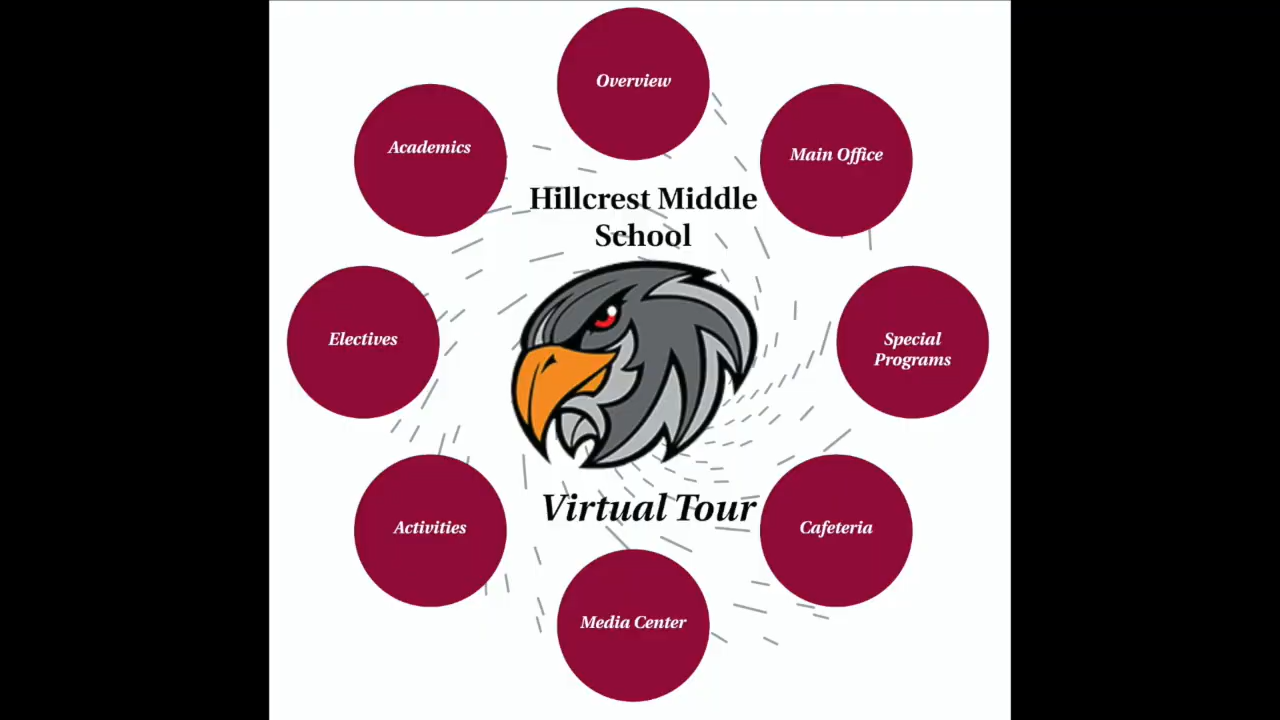 Overview
Academics
Main Office
Hillcrest Middle
School
Electives
Special
Programs
Virtual Tour
Activities
Cafeteria
Media Center